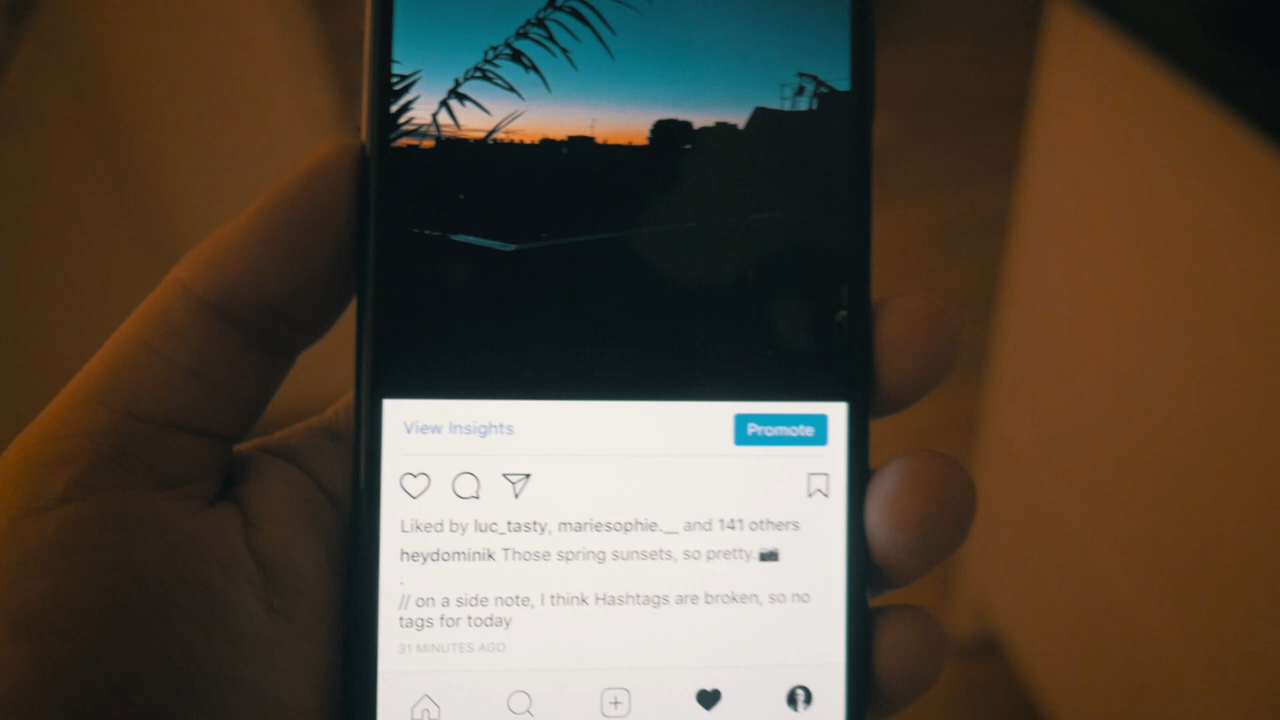 View Insights
Promote
Liked by luc_tasty, mariesophie.__ and 141 others
heydominik Those spring sunsets, so pretty.📷
.
// on a side note, I think Hashtags are broken, so no
tags for today
31 MINUTES AGO